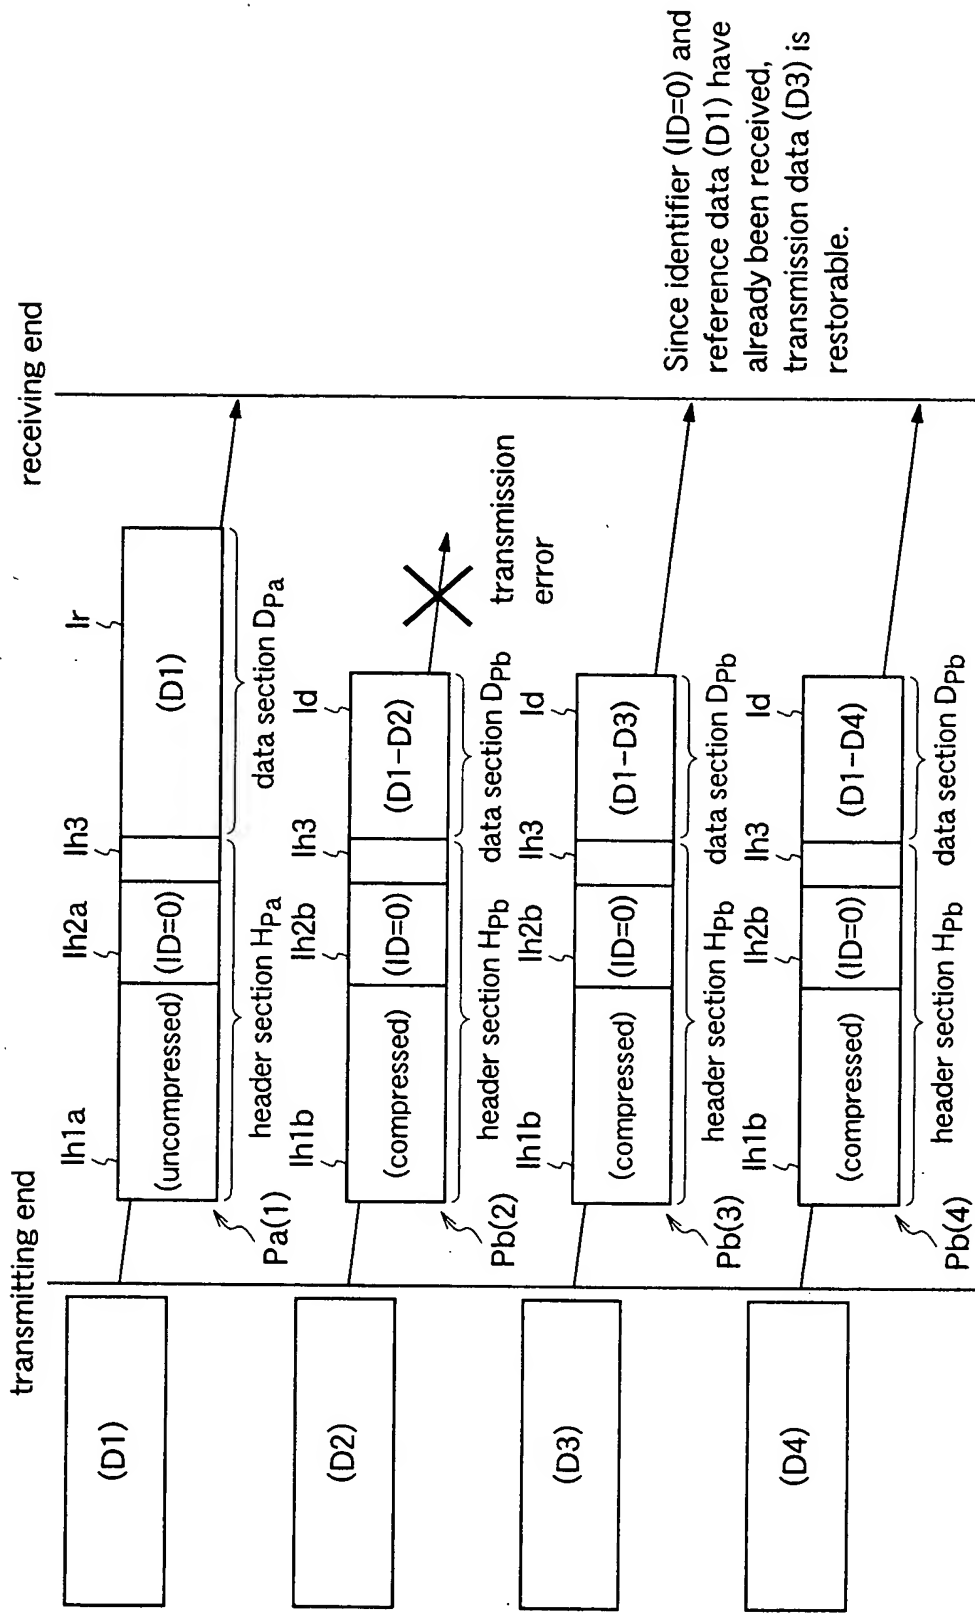 transmitting end
receiving end
(D1)
Ih1a
Ih2a
Ih3
Ir
(uncompressed)
(ID=0)
(D1)
header section HPa
data section DPa
Pa(1)
(D2)
Ih1b
Ih2b
Ih3
Id
(compressed)
(ID=0)
(D1−D2)
transmission
error
header section HPb
data section DPb
Pb(2)
(D3)
Ih1b
Ih2b
Ih3
Id
(compressed)
(ID=0)
(D1−D3)
header section HPb
data section DPb
Pb(3)
Since identifier (ID=0) and
reference data (D1) have
already been received,
transmission data (D3) is
restorable.
(D4)
Ih1b
Ih2b
Ih3
Id
(compressed)
(ID=0)
(D1−D4)
header section HPb
data section DPb
Pb(4)